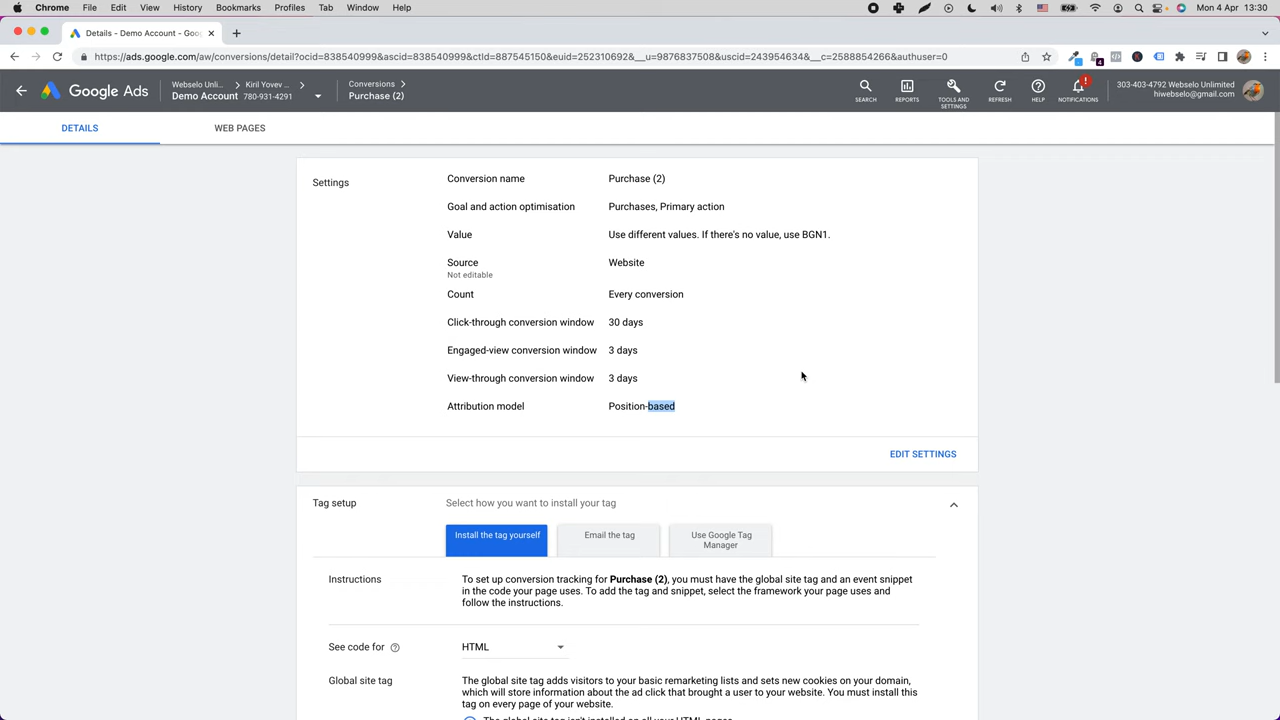 Chrome File Edit View History Bookmarks Profiles Tab Window Help Mon 4 Apr 13:30
Details - Demo Account - Goog
https://ads.google.com/aw/conversions/detail?ocid=838540999&ascid=838540999&ctId=887545150&euid=252310692&__u=9876837508&uscid=243954634&__c=2588854266&authuser=0
Google Ads
Webselo Unli... Kiril Yovev ...
Demo Account 780-931-4291
Conversions
Purchase (2)
SEARCH
REPORTS
TOOLS AND
SETTINGS
REFRESH
HELP
NOTIFICATIONS
303-403-4792 Webselo Unlimited
hiwebselo@gmail.com
DETAILS WEB PAGES
Settings
Conversion name Purchase (2)
Goal and action optimisation Purchases, Primary action
Value Use different values. If there's no value, use BGN1.
Source Website
Not editable
Count Every conversion
Click-through conversion window 30 days
Engaged-view conversion window 3 days
View-through conversion window 3 days
Attribution model Position-based
EDIT SETTINGS
Tag setup Select how you want to install your tag
Install the tag yourself
Email the tag
Use Google Tag
Manager
Instructions
To set up conversion tracking for Purchase (2), you must have the global site tag and an event snippet
in the code your page uses. To add the tag and snippet, select the framework your page uses and
follow the instructions.
See code for HTML
Global site tag
The global site tag adds visitors to your basic remarketing lists and sets new cookies on your domain,
which will store information about the ad click that brought a user to your website. You must install this
tag on every page of your website.
The global site tag isn't installed on all your HTML pages